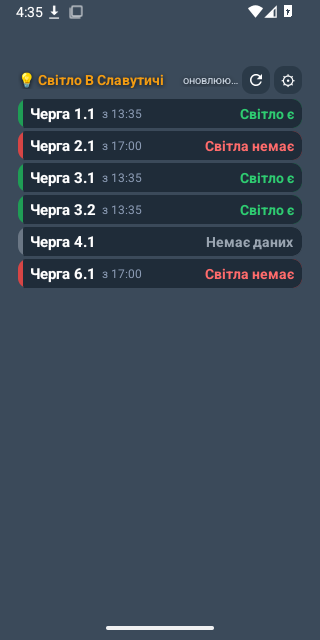 4:35
💡 Світло В Славутичі оновлюю...
Черга 1.1 з 13:35 Світло є
Черга 2.1 з 17:00 Світла немає
Черга 3.1 з 13:35 Світло є
Черга 3.2 з 13:35 Світло є
Черга 4.1 Немає даних
Черга 6.1 з 17:00 Світла немає